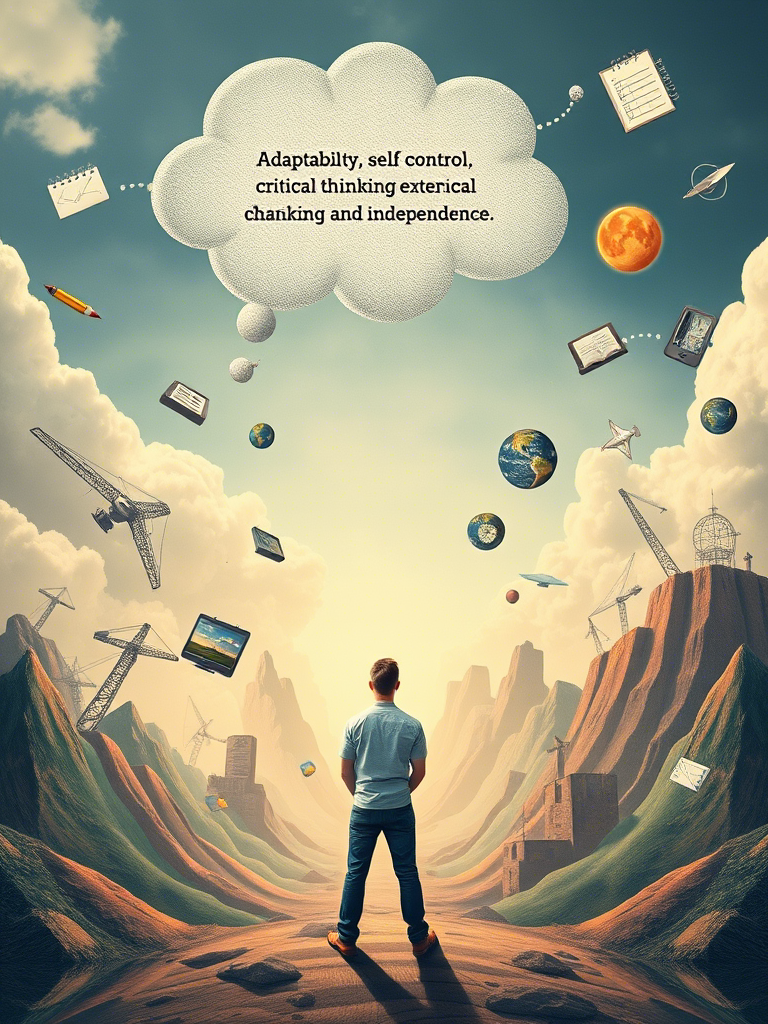 Adaptabilty, self control,
critical thinking exterical
chanking and independence.